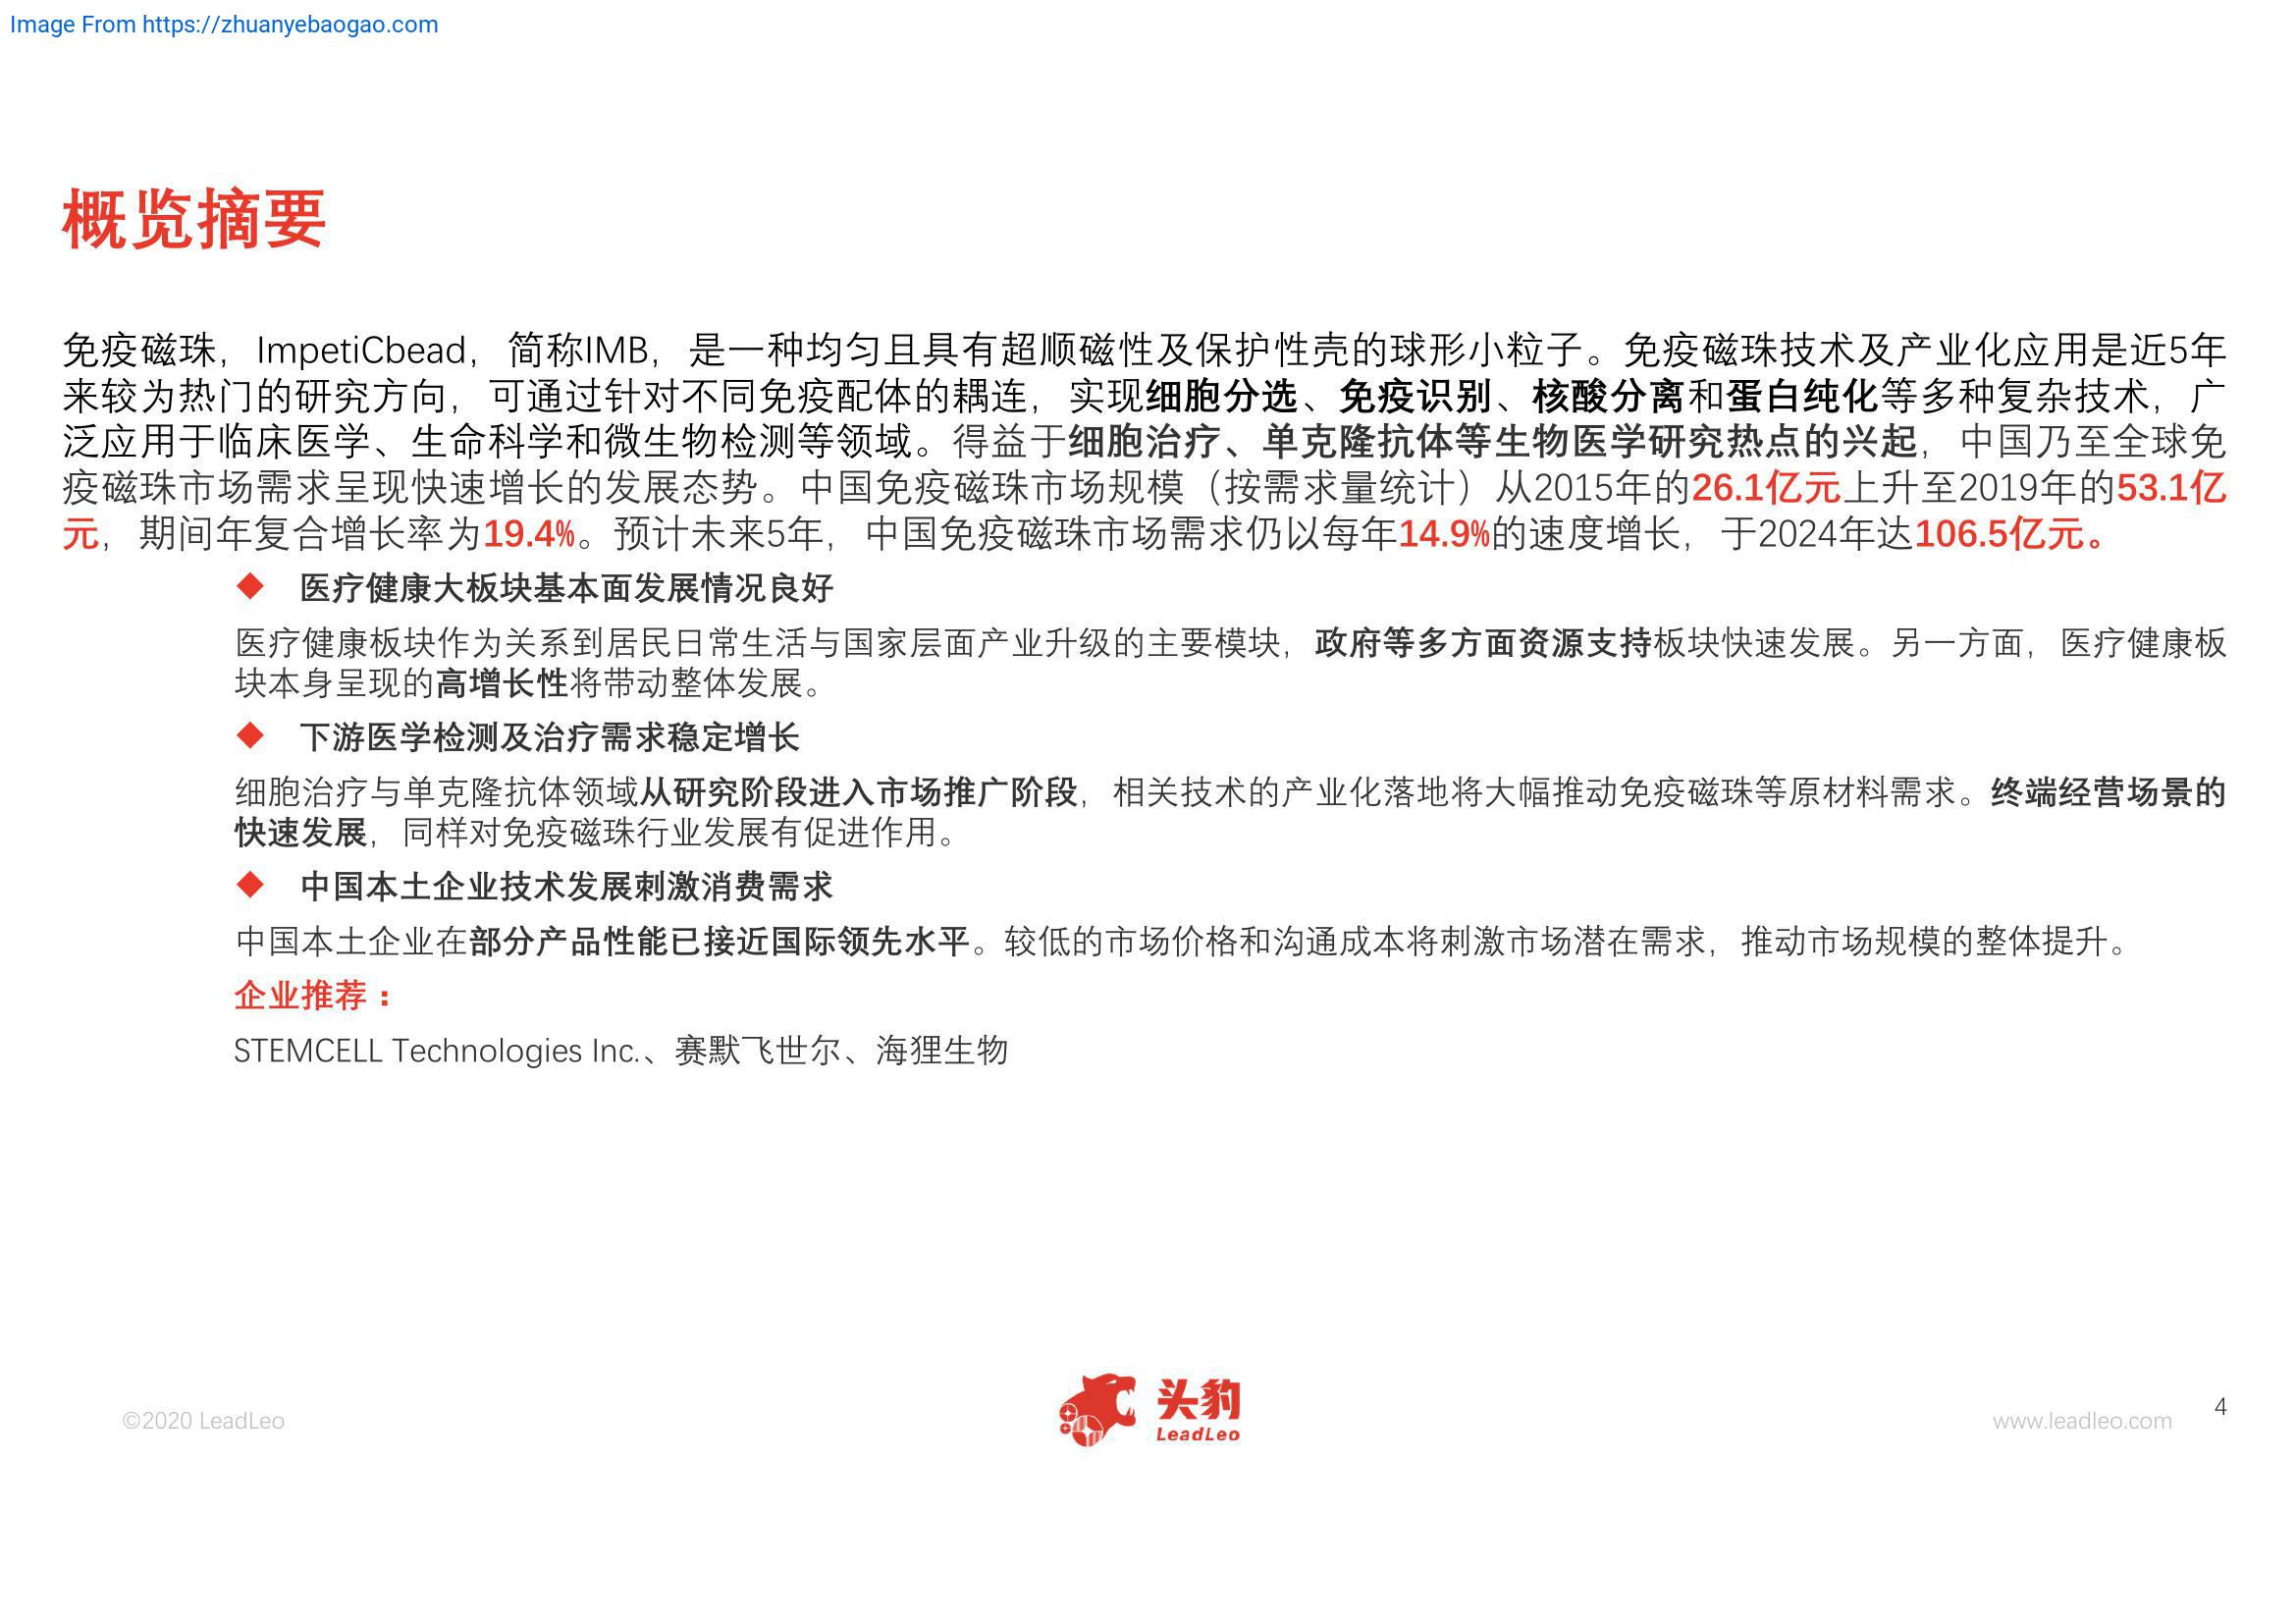 Image From https://zhuanyebaogao.com
概览摘要
免疫磁珠，ImpetiCbead，简称IMB，是一种均匀且具有超顺磁性及保护性壳的球形小粒子。免疫磁珠技术及产业化应用是近5年
来较为热门的研究方向，可通过针对不同免疫配体的耦连，实现细胞分选、免疫识别、核酸分离和蛋白纯化等多种复杂技术，广
泛应用于临床医学、生命科学和微生物检测等领域。得益于细胞治疗、单克隆抗体等生物医学研究热点的兴起，中国乃至全球免
疫磁珠市场需求呈现快速增长的发展态势。中国免疫磁珠市场规模（按需求量统计）从2015年的26.1亿元上升至2019年的53.1亿
元，期间年复合增长率为19.4%。预计未来5年，中国免疫磁珠市场需求仍以每年14.9%的速度增长，于2024年达106.5亿元。
◆ 医疗健康大板块基本面发展情况良好
医疗健康板块作为关系到居民日常生活与国家层面产业升级的主要模块，政府等多方面资源支持板块快速发展。另一方面，医疗健康板
块本身呈现的高增长性将带动整体发展。
◆ 下游医学检测及治疗需求稳定增长
细胞治疗与单克隆抗体领域从研究阶段进入市场推广阶段，相关技术的产业化落地将大幅推动免疫磁珠等原材料需求。终端经营场景的
快速发展，同样对免疫磁珠行业发展有促进作用。
◆ 中国本土企业技术发展刺激消费需求
中国本土企业在部分产品性能已接近国际领先水平。较低的市场价格和沟通成本将刺激市场潜在需求，推动市场规模的整体提升。
企业推荐：
STEMCELL Technologies Inc.、赛默飞世尔、海狸生物
©2020 LeadLeo
头豹
LeadLeo
www.leadleo.com
4